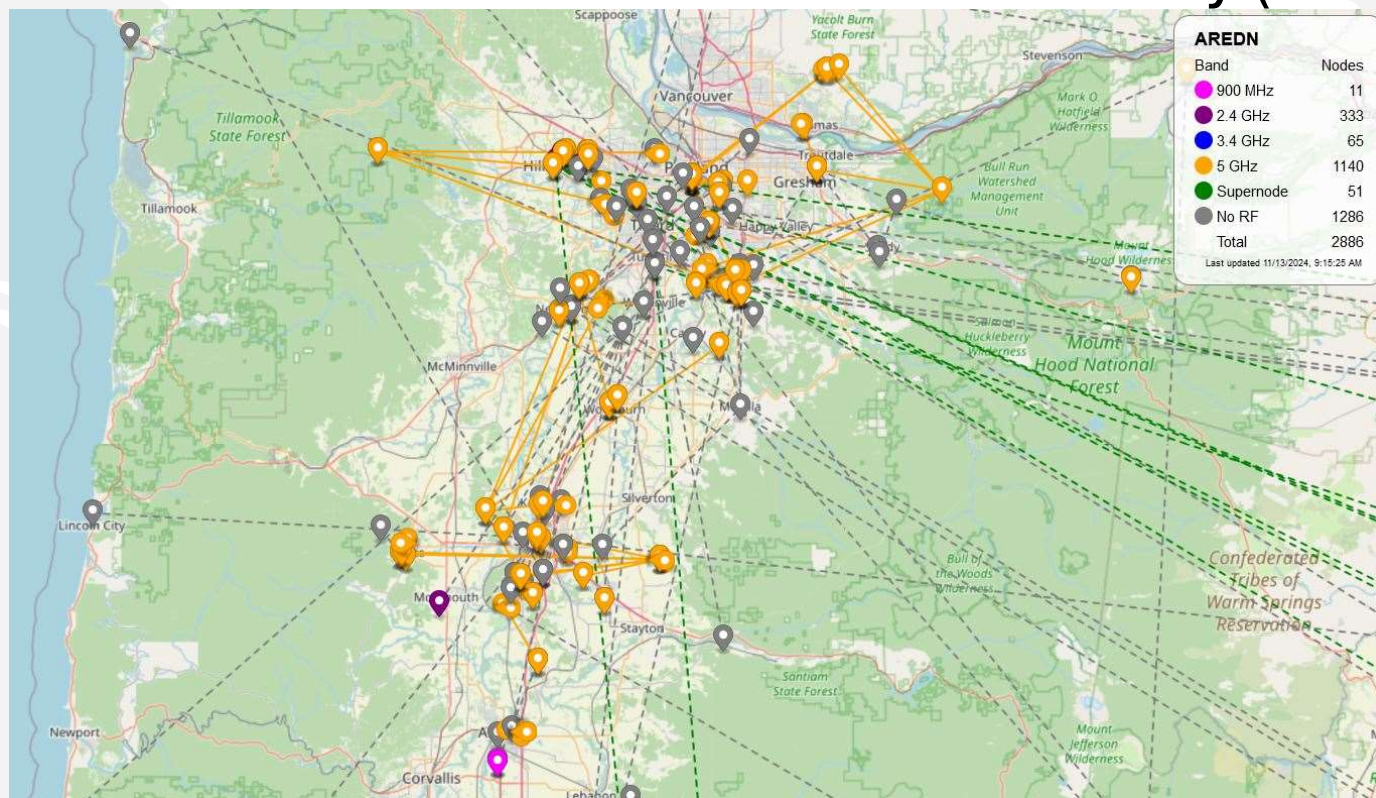 Scappoose
Yacolt Burn
State Forest
Stevenson
AREDN
Band Nodes
900 MHz 11
2.4 GHz 333
3.4 GHz 65
5 GHz 1140
Supernode 51
No RF 1286
Total 2886
Last updated 11/13/2024, 9:15:25 AM
Vancouver
Mark O
Hatfield
Wilderness
Tillamook
State Forest
Troutdale
Gresham
Bull Run
Watershed
Management
Unit
Tillamook
Happy Valley
Mount
Hood Wilderness
Salmon
Huckleberry
Wilderness
Mount
Hood National
Forest
McMinnville
Silverton
Lincoln City
Bull of
the Woods
Wilderness
Confederated
Tribes of
Warm Springs
Reservation
Stayton
Santiam
State Forest
Newport
Mount
Jefferson
Wilderness
Corvallis
Lebanon